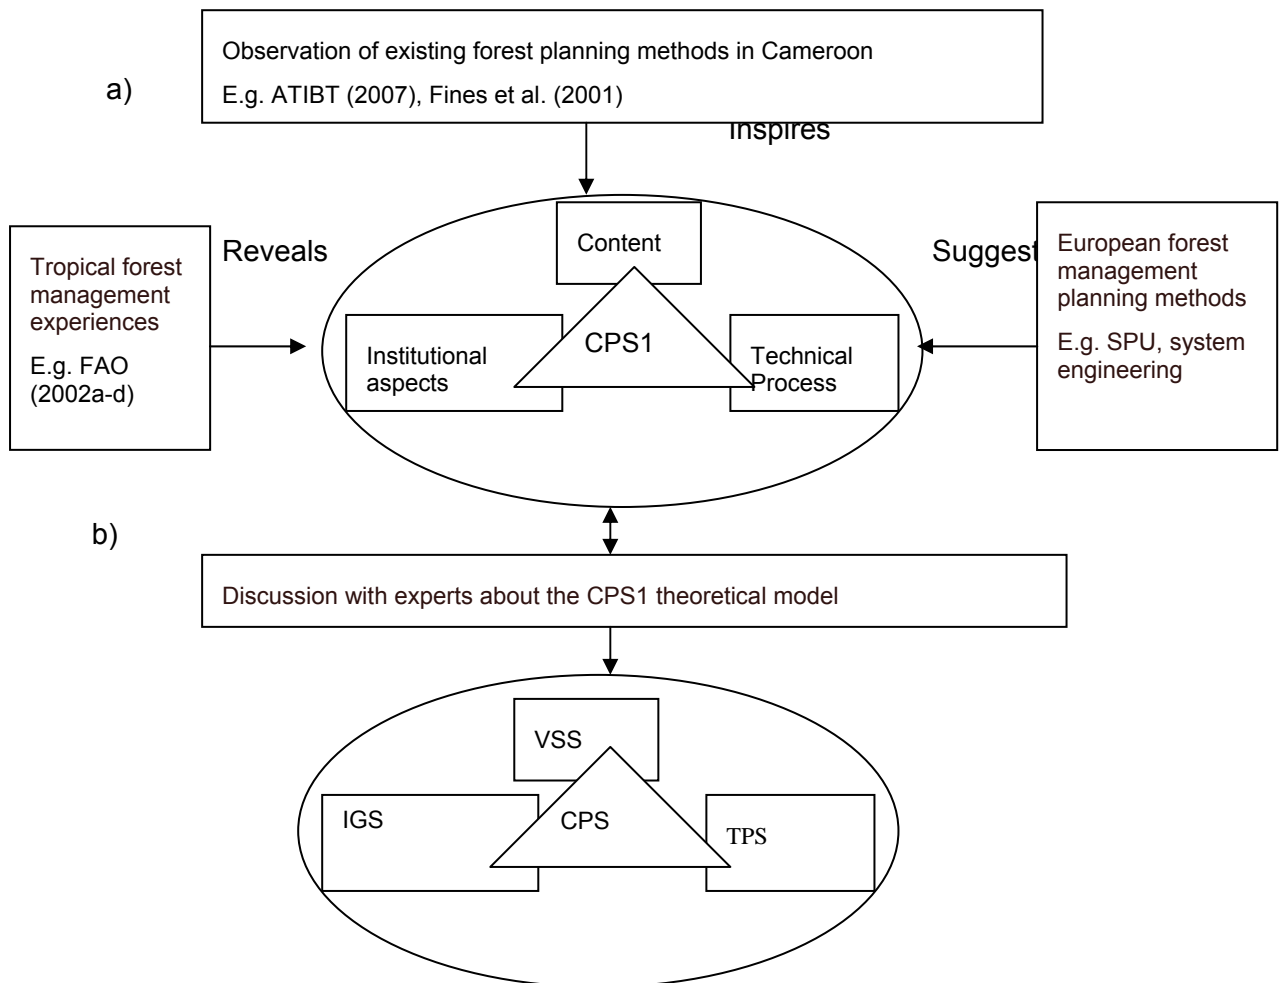 Observation of existing forest planning methods in Cameroon
E.g. ATIBT (2007), Fines et al. (2001)
a)
Inspires
Reveals
Suggest
Tropical forest
management
experiences
E.g. FAO
(2002a-d)
Content
CPS1
Institutional
aspects
Technical
Process
European forest
management
planning methods
E.g. SPU, system
engineering
b)
Discussion with experts about the CPS1 theoretical model
VSS
IGS
CPS
TPS